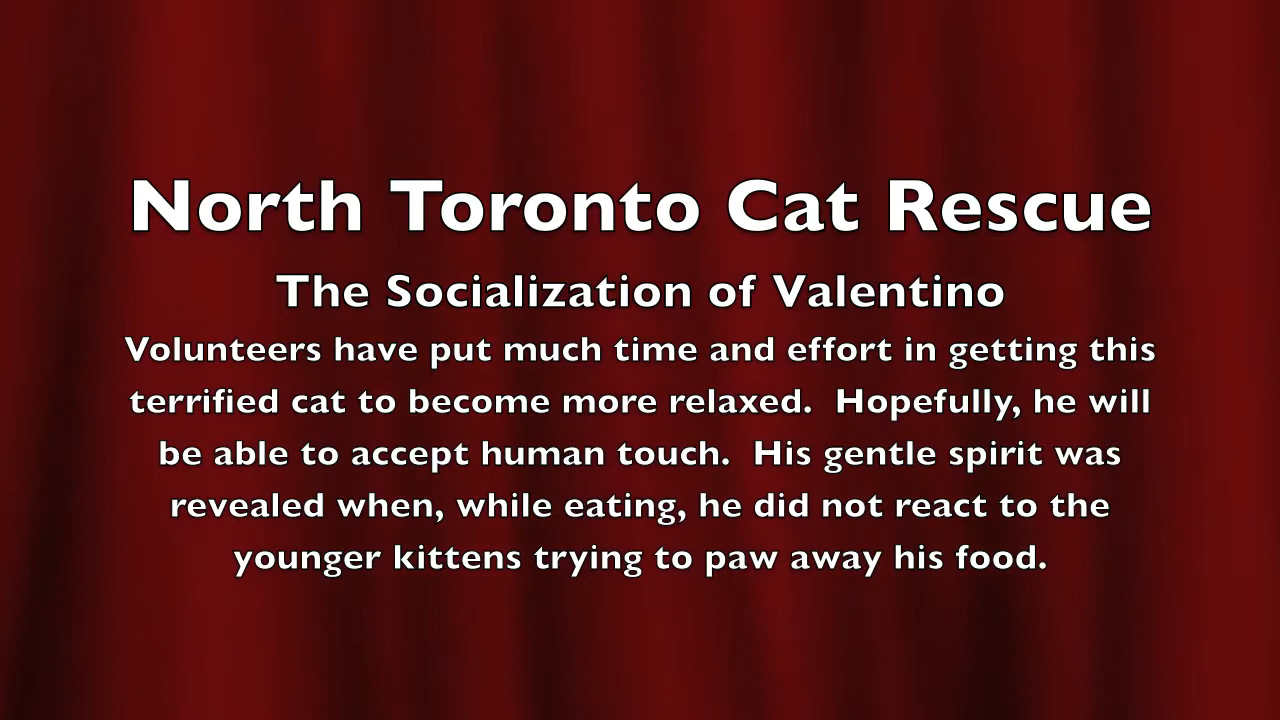 North Toronto Cat Rescue
The Socialization of Valentino
Volunteers have put much time and effort in getting this
terrified cat to become more relaxed.  Hopefully, he will
be able to accept human touch.  His gentle spirit was
revealed when, while eating, he did not react to the
younger kittens trying to paw away his food.